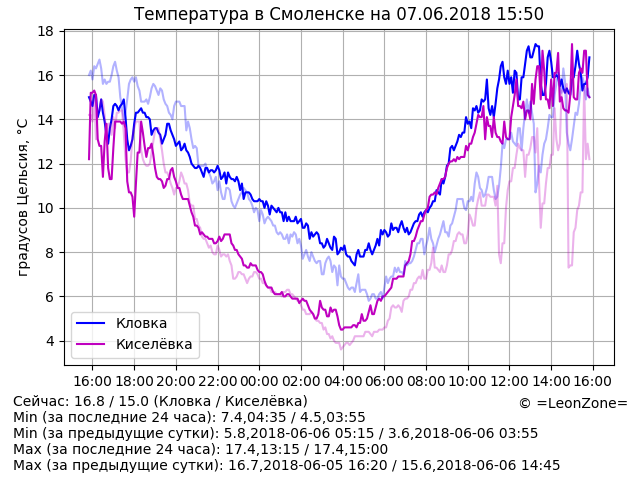 Температура в Смоленске на 07.06.2018 15:50
градусов Цельсия, °C
18
16
14
12
10
8
6
4
Кловка
Киселёвка
16:00 18:00 20:00 22:00 00:00 02:00 04:00 06:00 08:00 10:00 12:00 14:00 16:00
Сейчас: 16.8 / 15.0 (Кловка / Киселёвка)
© =LeonZone=
Min (за последние 24 часа): 7.4,04:35 / 4.5,03:55
Min (за предыдущие сутки): 5.8,2018-06-06 05:15 / 3.6,2018-06-06 03:55
Max (за последние 24 часа): 17.4,13:15 / 17.4,15:00
Max (за предыдущие сутки): 16.7,2018-06-05 16:20 / 15.6,2018-06-06 14:45